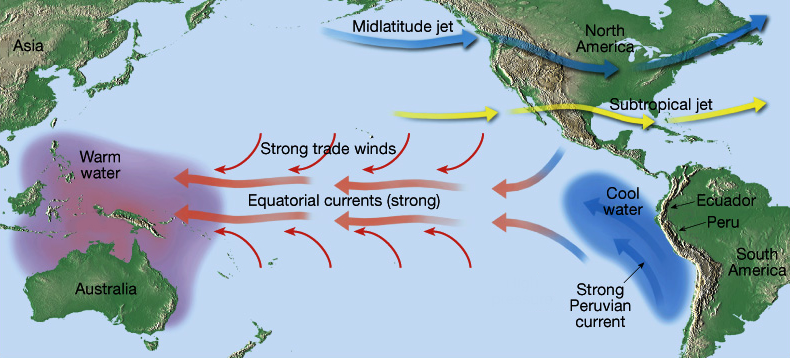 Asia
Midlatitude jet
North
America
Subtropical jet
Strong trade winds
Warm
water
Equatorial currents (strong)
Cool
water
Ecuador
Peru
South
America
Australia
Strong
Peruvian
current